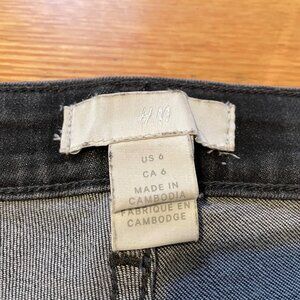 H&M
US 6
CA 6
MADE IN
CAMBODIA
FABRIQUÉ EN
CAMBODGE